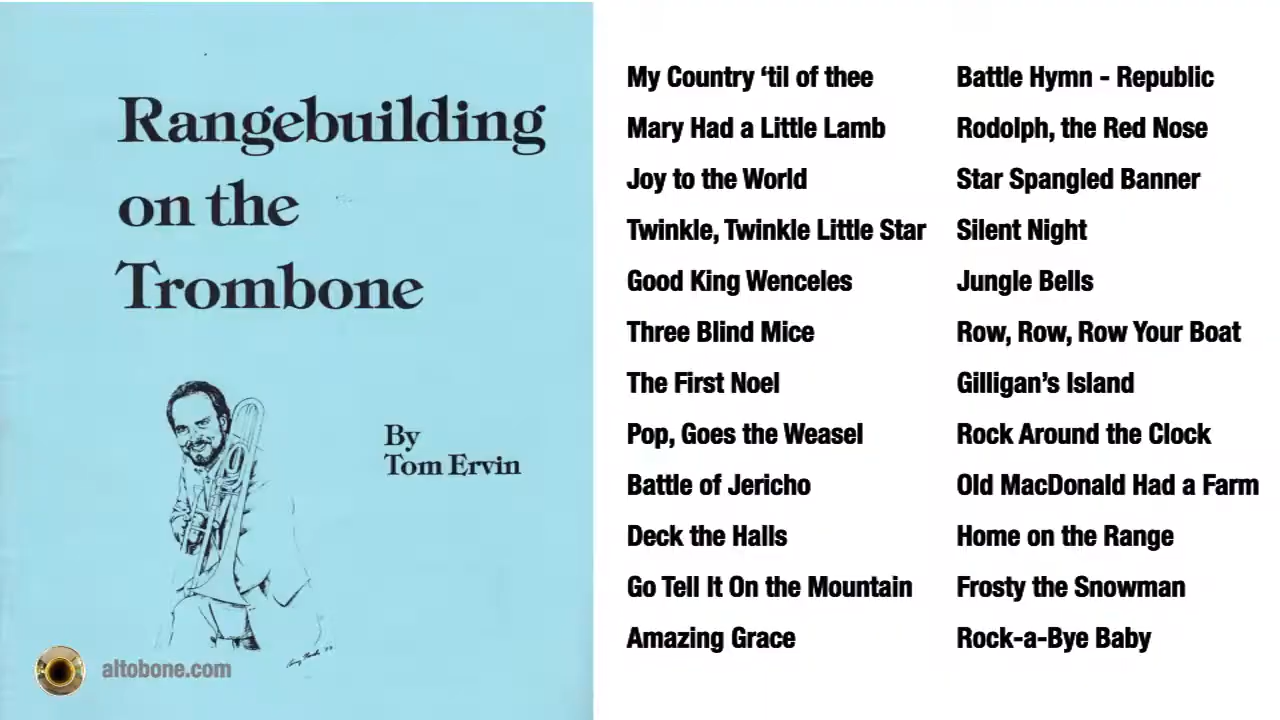 Rangebuilding
on the
Trombone
By
Tom Ervin
altobone.com
My Country ‘til of thee
Mary Had a Little Lamb
Joy to the World
Twinkle, Twinkle Little Star
Good King Wenceles
Three Blind Mice
The First Noel
Pop, Goes the Weasel
Battle of Jericho
Deck the Halls
Go Tell It On the Mountain
Amazing Grace
Battle Hymn - Republic
Rodolph, the Red Nose
Star Spangled Banner
Silent Night
Jungle Bells
Row, Row, Row Your Boat
Gilligan’s Island
Rock Around the Clock
Old MacDonald Had a Farm
Home on the Range
Frosty the Snowman
Rock-a-Bye Baby